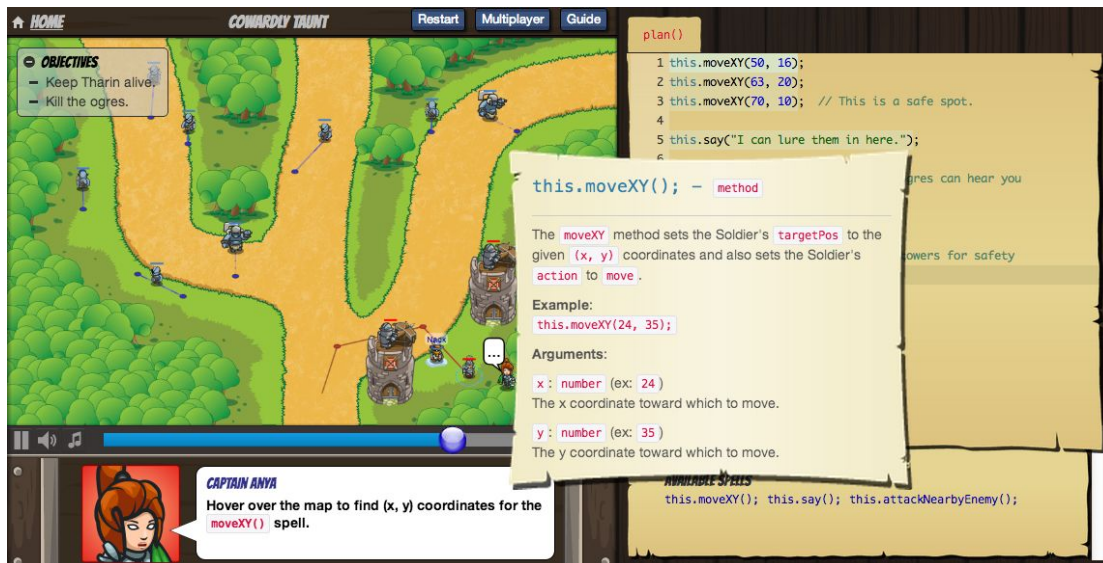 HOME
COWARDLY TAUNT
Restart
Multiplayer
Guide
OBJECTIVES
- Keep Tharin alive.
- Kill the ogres.
...
plan()
1 this.moveXY(50, 16);
2 this.moveXY(63, 20);
3 this.moveXY(70, 10);  // This is a safe spot.
4
5 this.say("I can lure them in here.");
6
gres can hear you
towers for safety
this.moveXY(); – method
The moveXY method sets the Soldier's targetPos to the
given (x, y) coordinates and also sets the Soldier's
action to move.
Example:
this.moveXY(24, 35);
Arguments:
x: number (ex: 24)
The x coordinate toward which to move.
y: number (ex: 35)
The y coordinate toward which to move.
CAPTAIN ANYA
Hover over the map to find (x, y) coordinates for the
moveXY() spell.
AVAILABLE SPELLS
this.moveXY(); this.say(); this.attackNearbyEnemy();